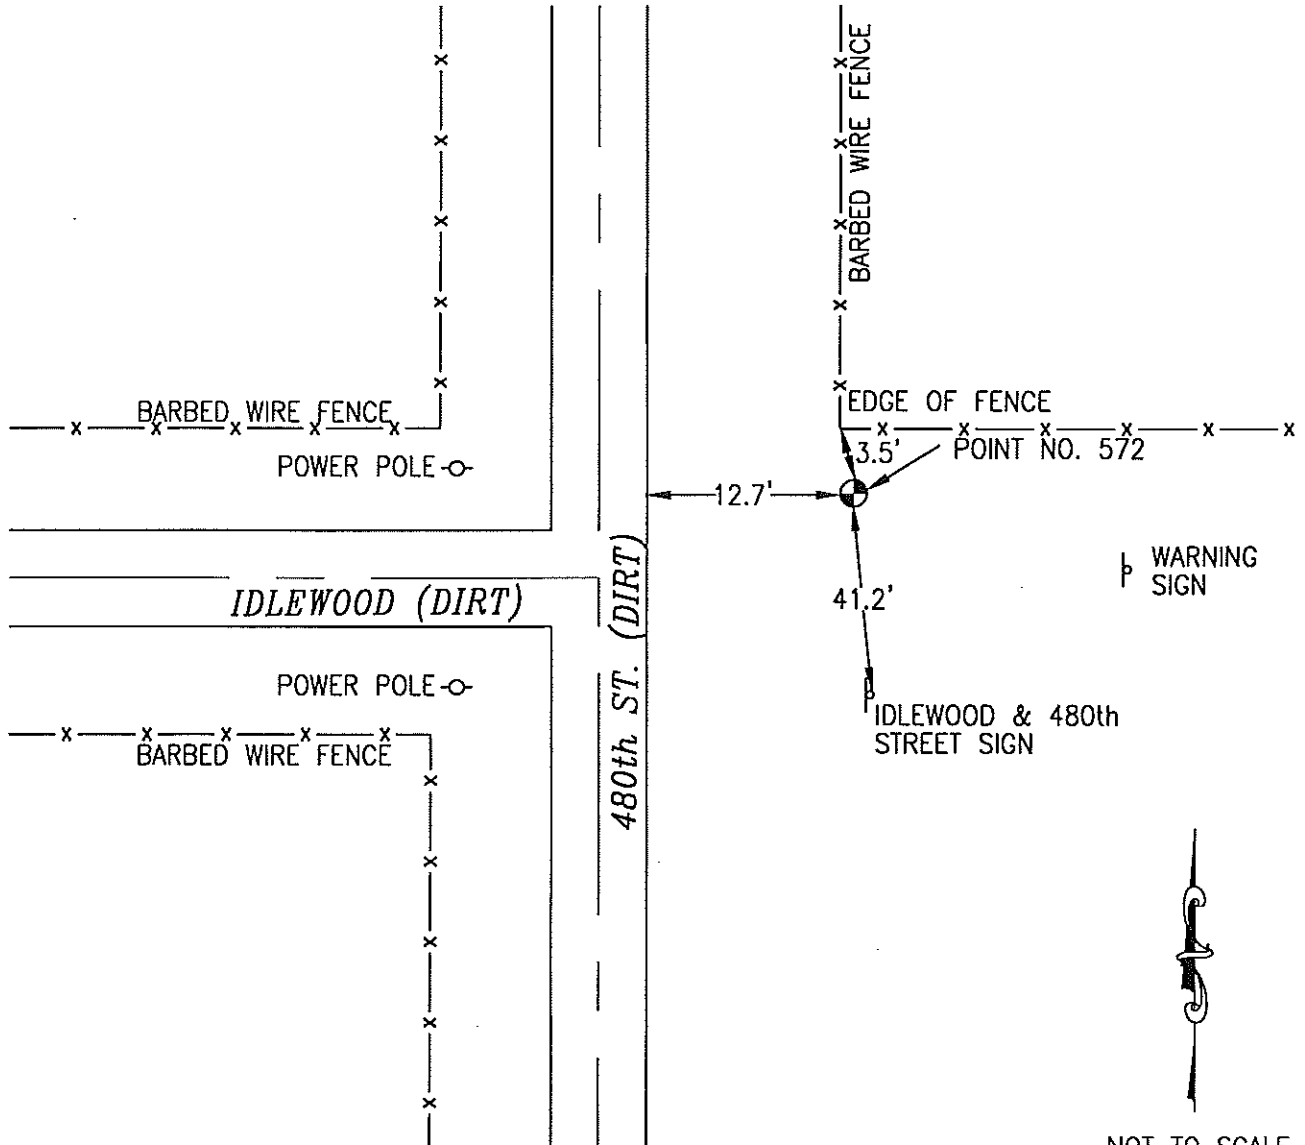 BARBED WIRE FENCE
EDGE OF FENCE
BARBED WIRE FENCE
3.5'
POINT NO. 572
POWER POLE
12.7'
WARNING
SIGN
IDLEWOOD (DIRT)
480th ST. (DIRT)
41.2'
POWER POLE
IDLEWOOD & 480th
STREET SIGN
BARBED WIRE FENCE
NOT TO SCALE